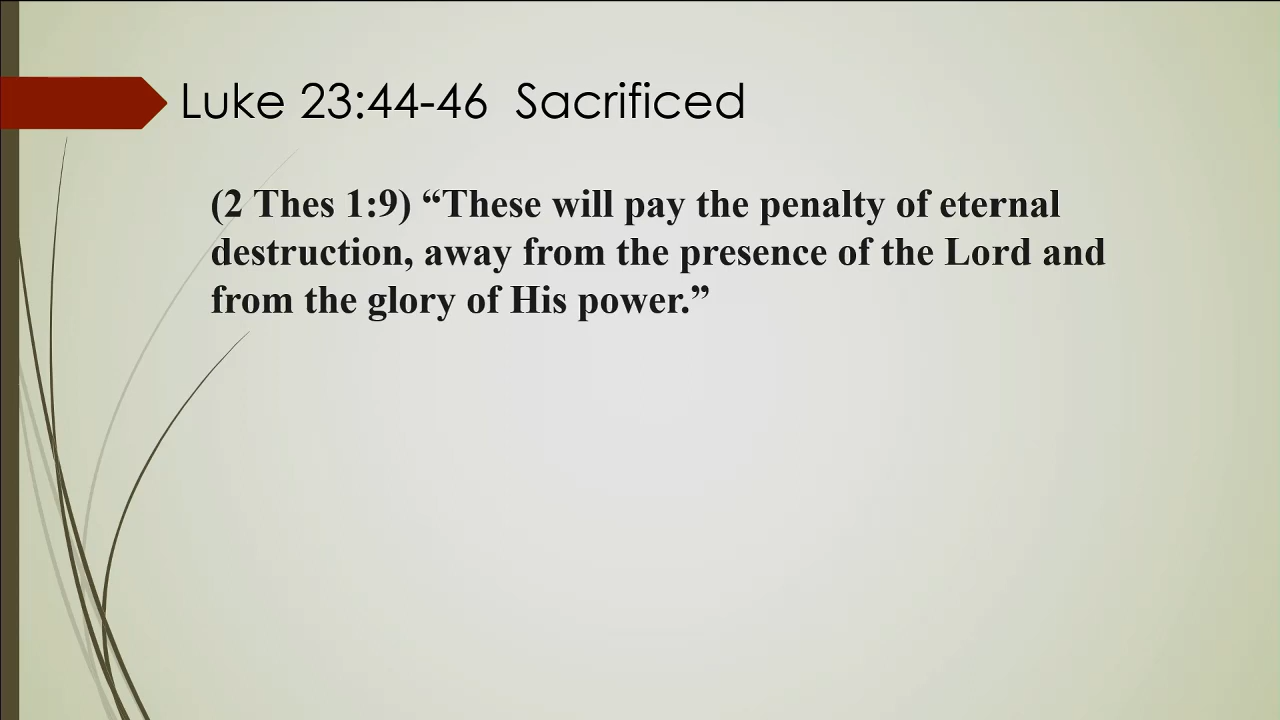 Luke 23:44-46  Sacrificed
(2 Thes 1:9) “These will pay the penalty of eternal
destruction, away from the presence of the Lord and
from the glory of His power.”